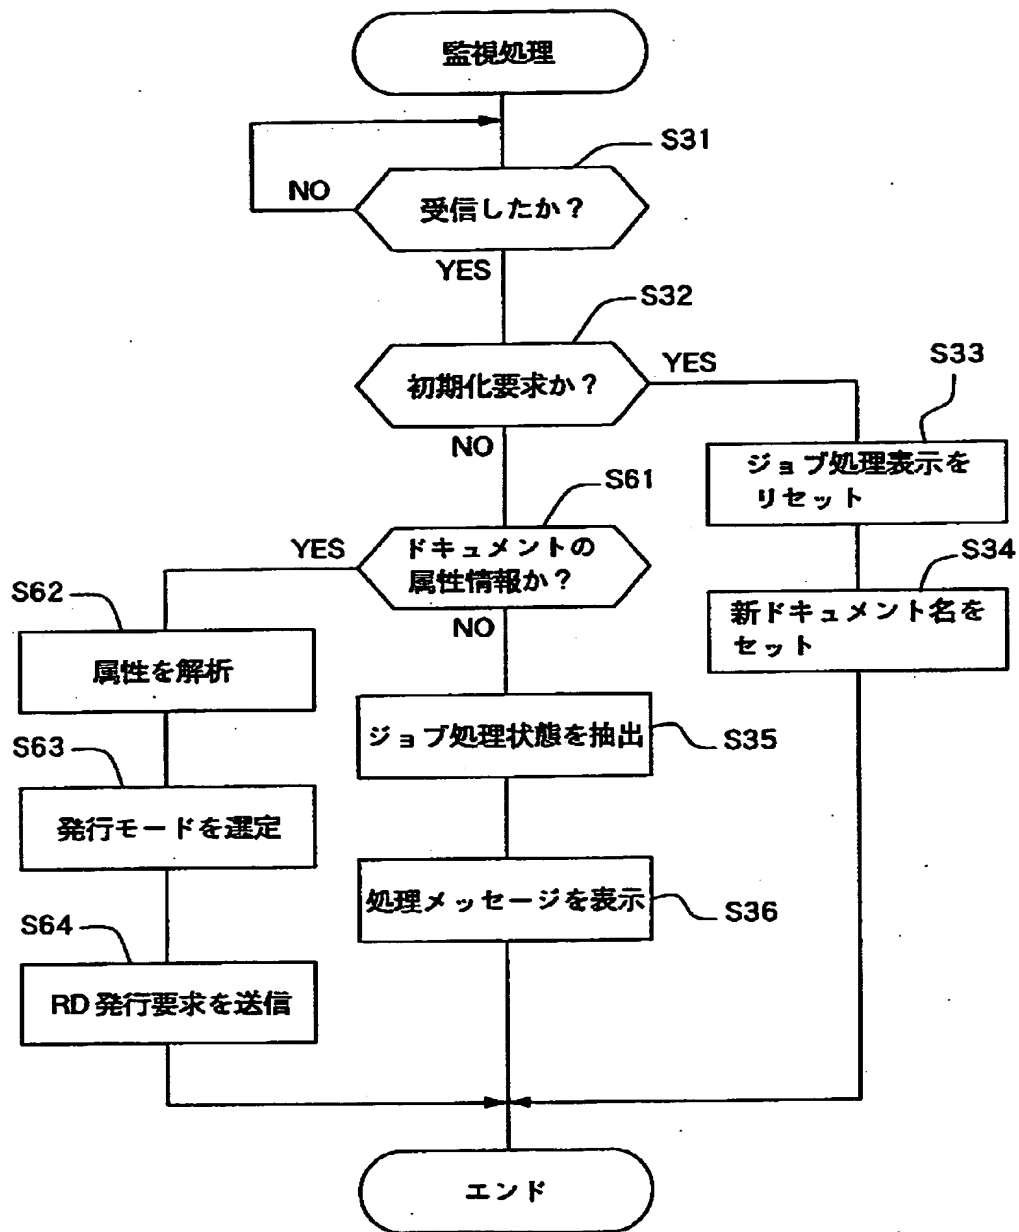 監視処理
S31
NO
受信したか？
YES
S32
初期化要求か？
YES
S33
NO
ジョブ処理表示を
リセット
S61
YES
ドキュメントの
属性情報か？
S34
S62
NO
新ドキュメント名を
セット
属性を解析
ジョブ処理状態を抽出
S35
S63
発行モードを選定
処理メッセージを表示
S36
S64
RD発行要求を送信
エンド